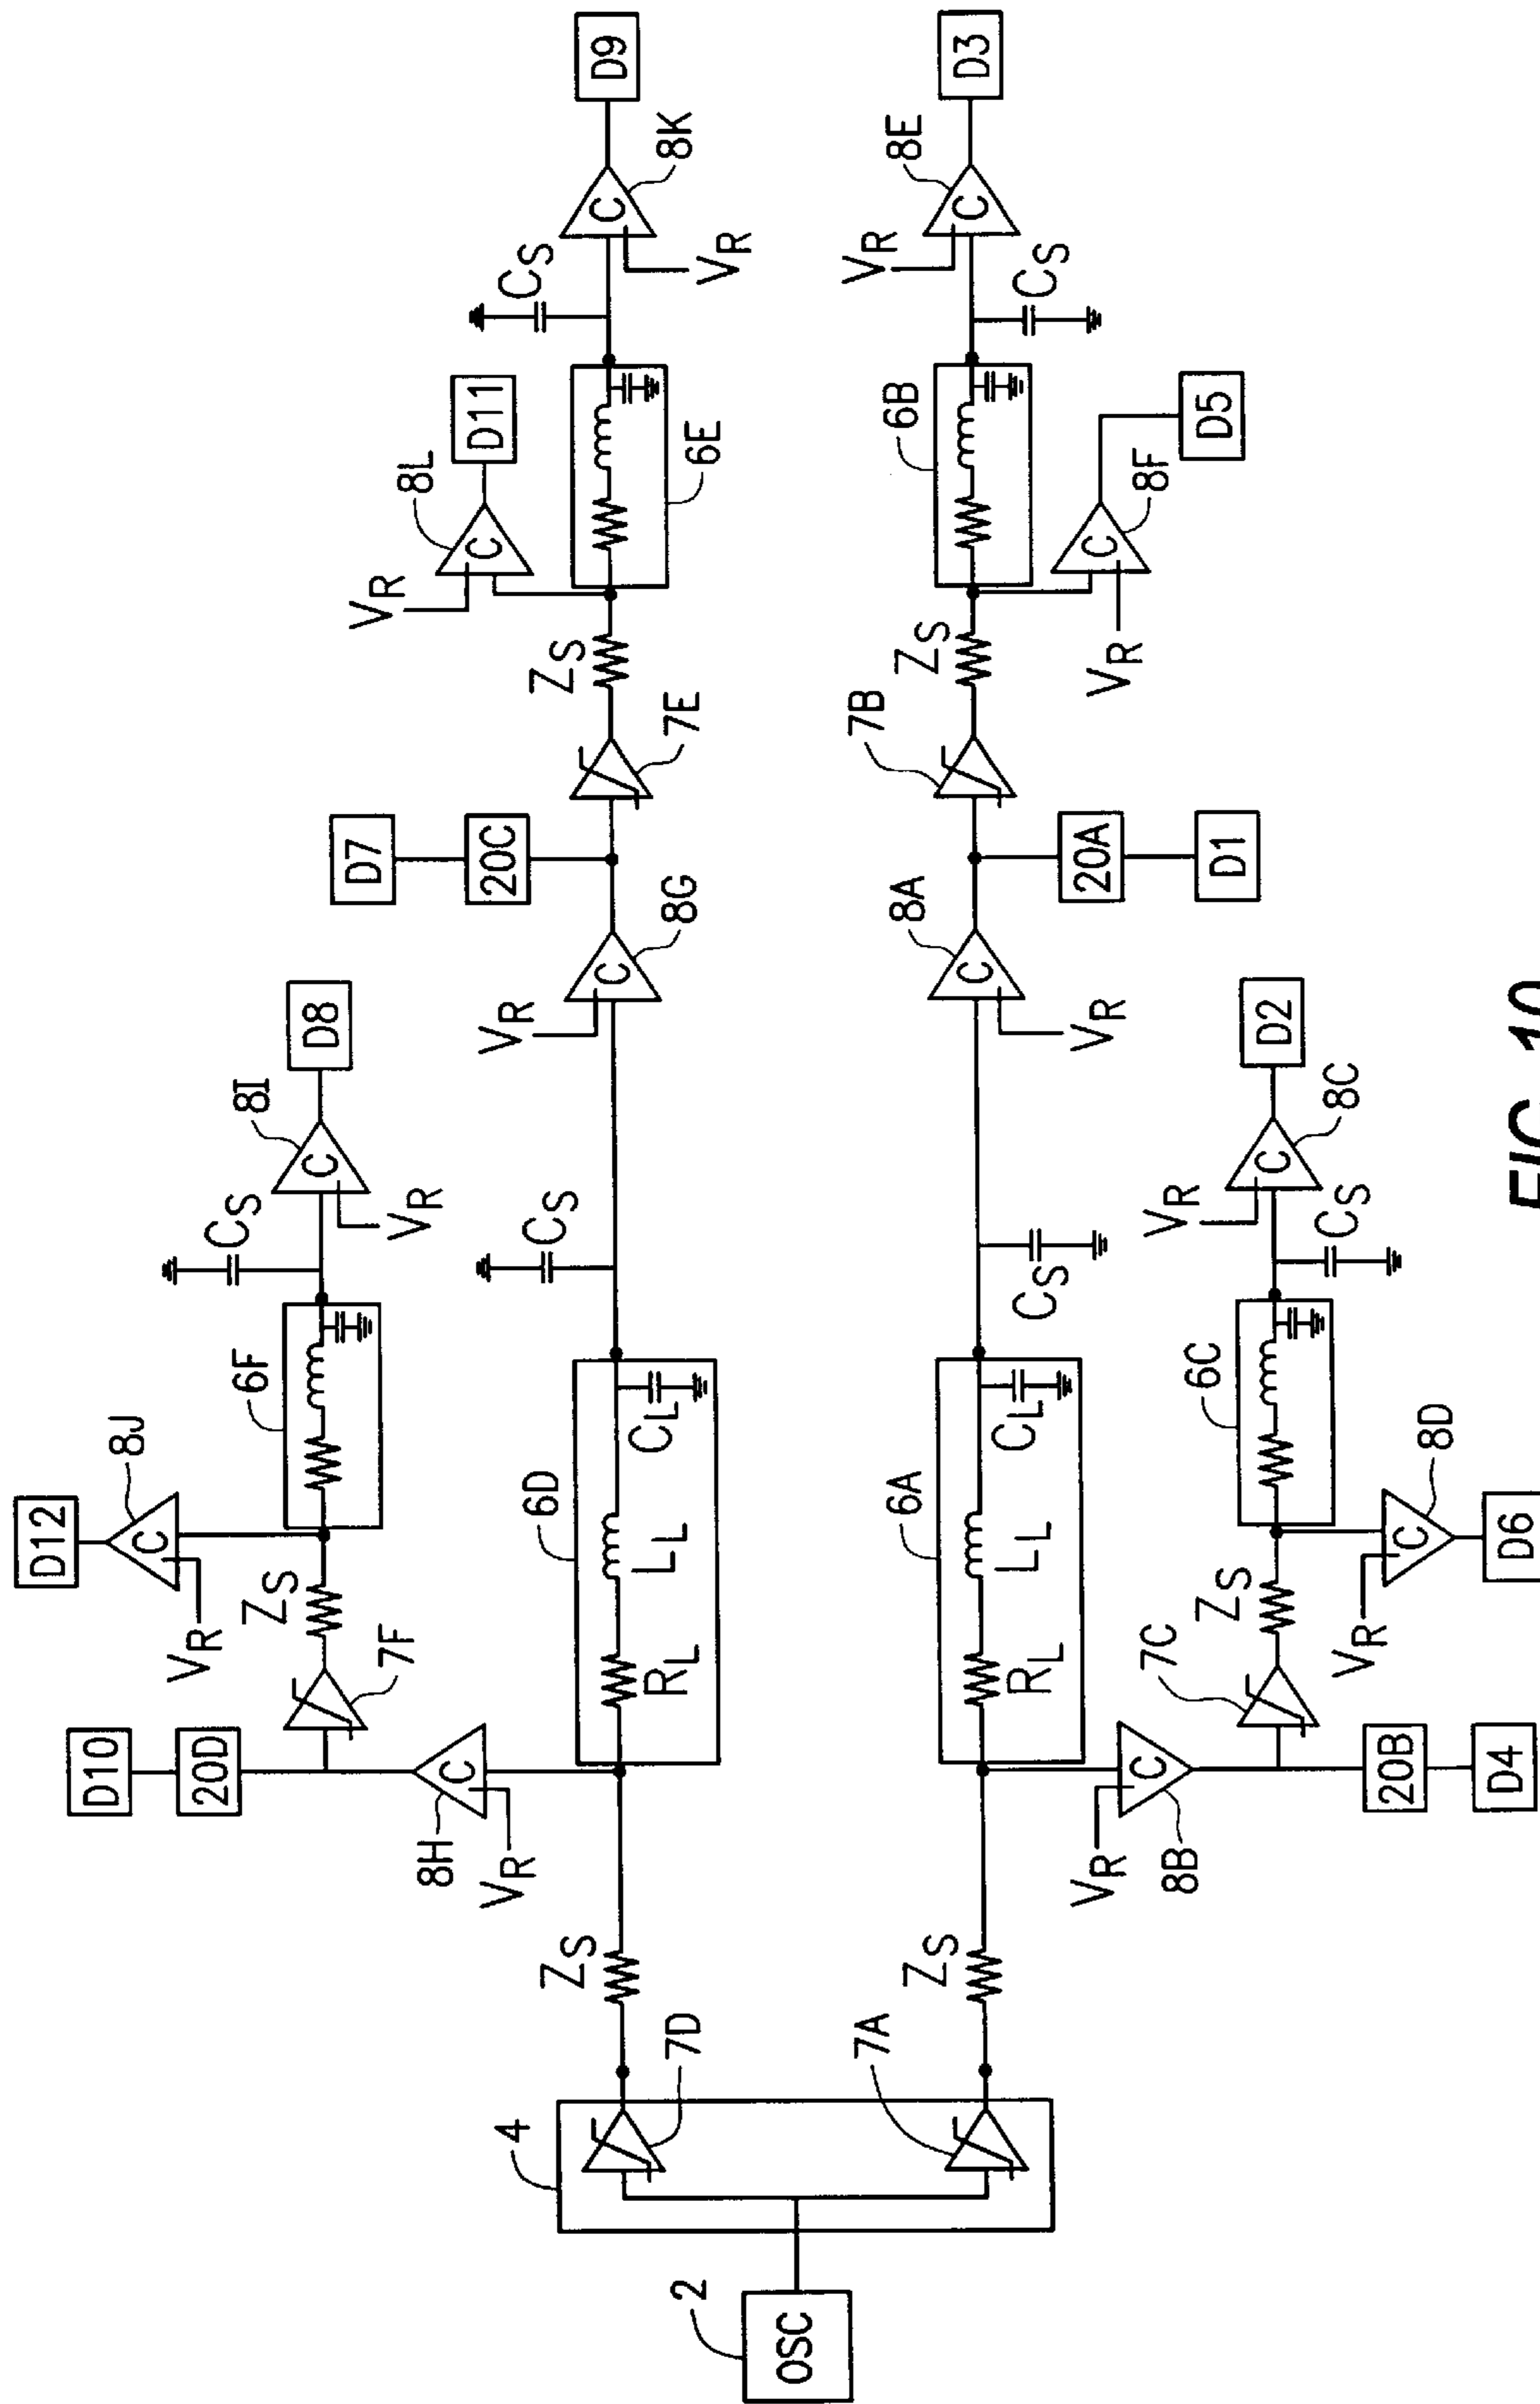 D9
8K
C
VR
CS
D11
8L
C
VR
6E
ZS
7E
D7
20C
8G
C
VR
D8
8I
C
VR
CS
6F
D12
8J
C
VR
ZS
7F
D10
20D
8H
C
VR
CS
6D
CL
LL
RL
ZS
7D
4
2
OSC
7A
ZS
6A
RL
LL
CL
CS
8A
C
VR
20A
D1
7B
ZS
6B
8F
C
VR
D5
CS
8E
C
VR
D3
8B
C
VR
20B
D4
7C
ZS
8D
C
VR
D6
6C
CS
8C
C
VR
D2
FIG. 10